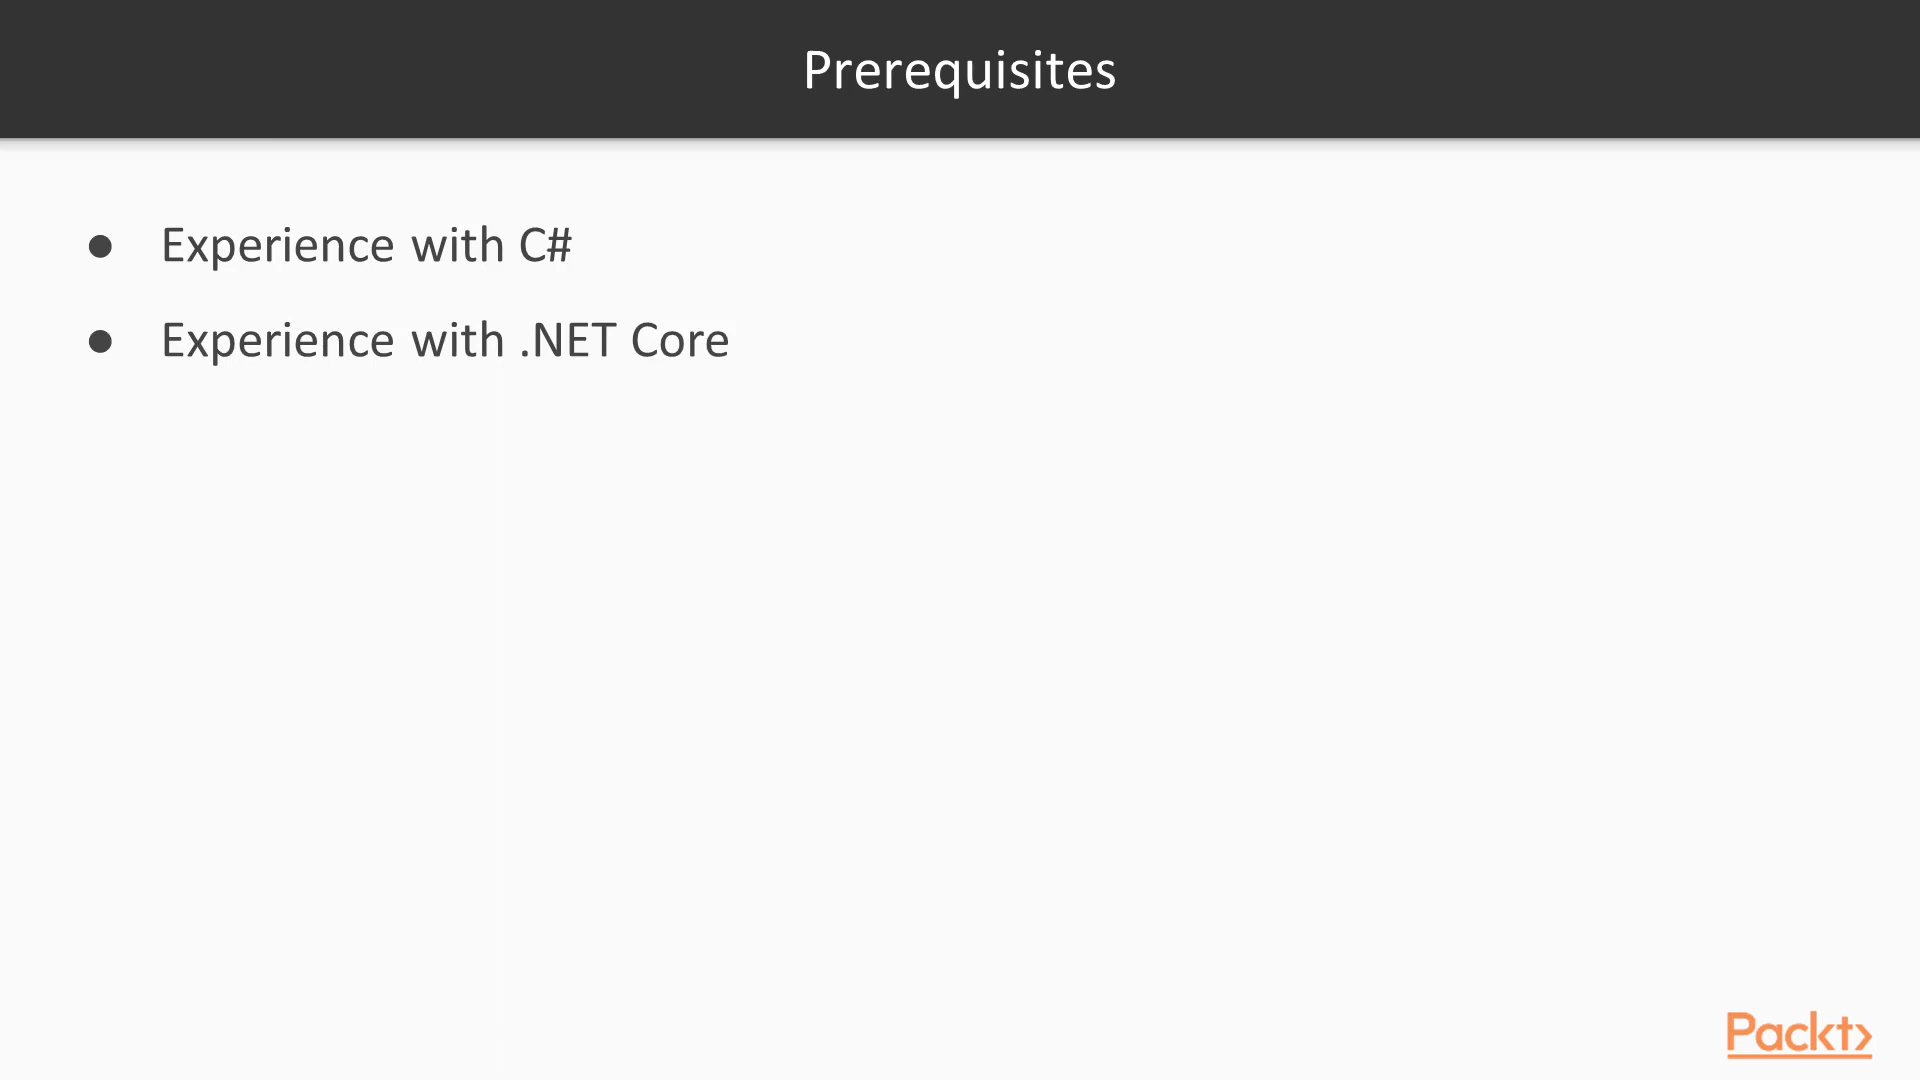 Prerequisites
● Experience with C#
● Experience with .NET Core
Packt>